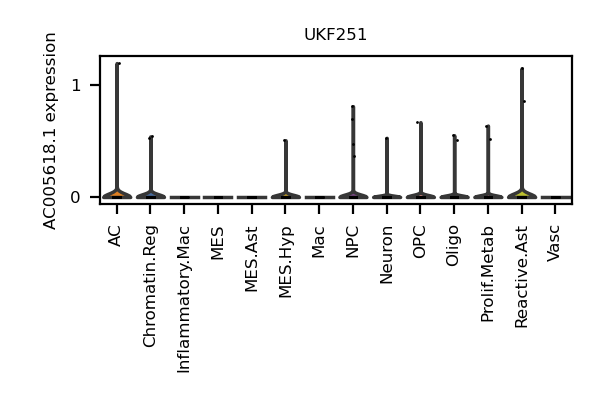 UKF251
AC005618.1 expression
1
0
AC
Chromatin.Reg
Inflammatory.Mac
MES
MES.Ast
MES.Hyp
Mac
NPC
Neuron
OPC
Oligo
Prolif.Metab
Reactive.Ast
Vasc